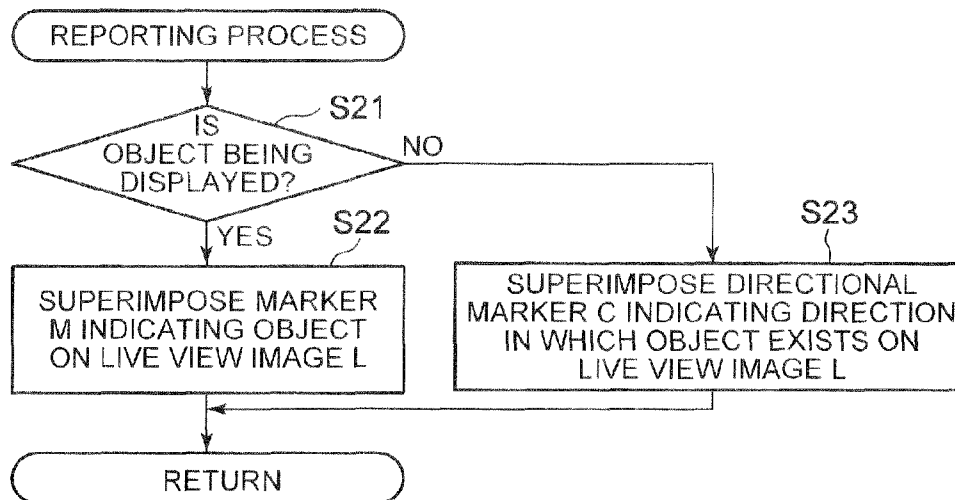 REPORTING PROCESS
S21
IS
OBJECT BEING
DISPLAYED?
NO
YES
S22
SUPERIMPOSE MARKER
M INDICATING OBJECT
ON LIVE VIEW IMAGE L
S23
SUPERIMPOSE DIRECTIONAL
MARKER C INDICATING DIRECTION
IN WHICH OBJECT EXISTS ON
LIVE VIEW IMAGE L
RETURN